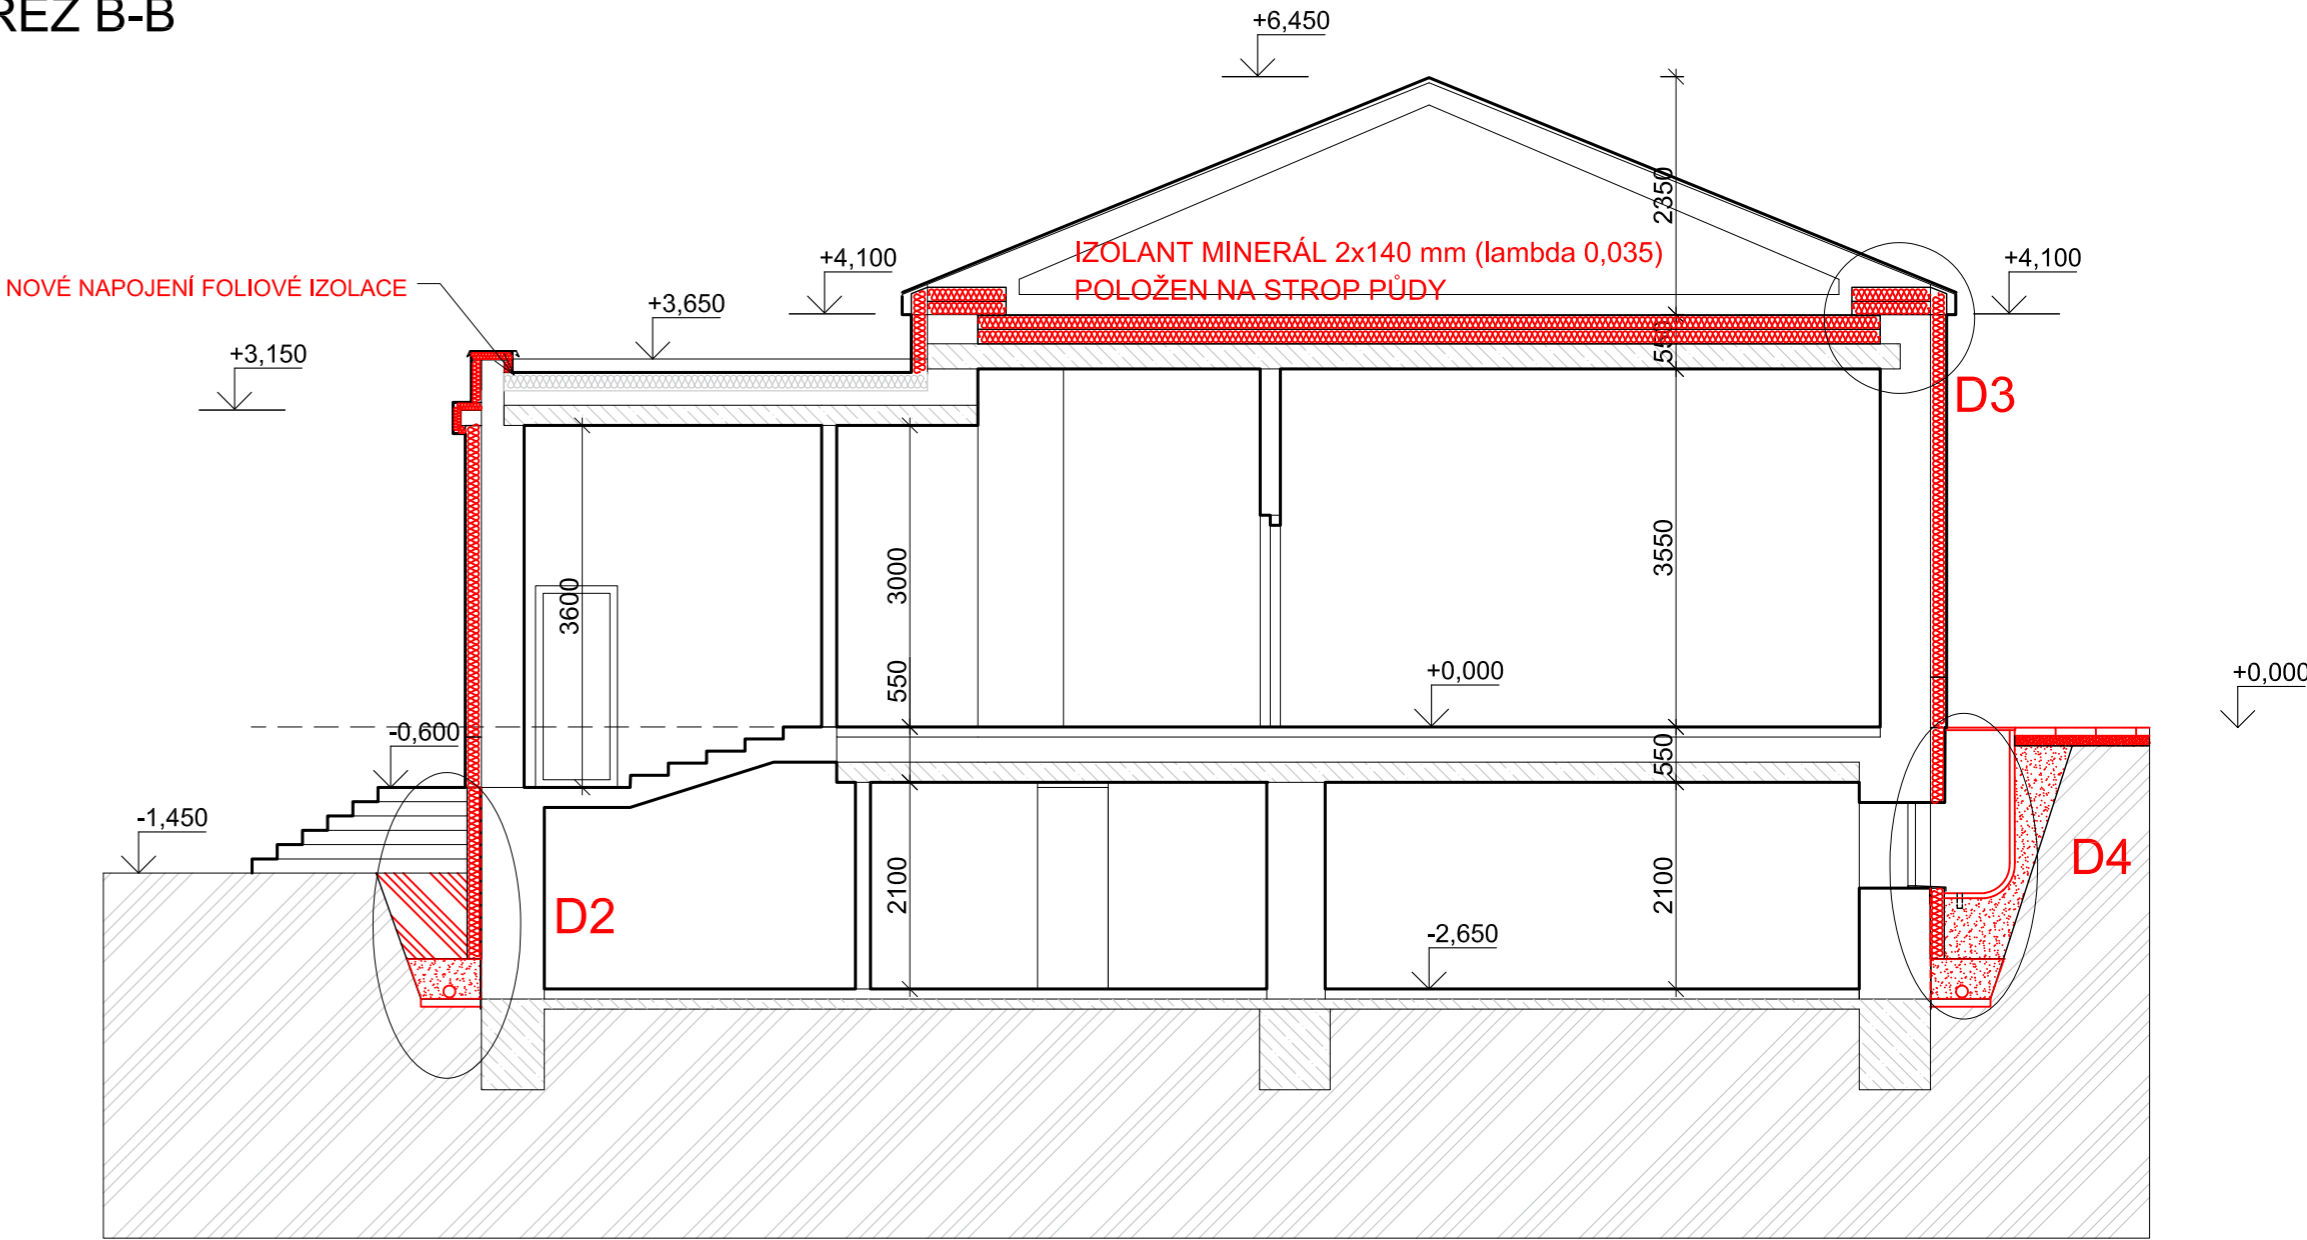 ŘEZ B-B
+6,450
2350
IZOLANT MINERÁL 2x140 mm (lambda 0,035)
POLOŽEN NA STROP PŮDY
+4,100
+4,100
NOVÉ NAPOJENÍ FOLIOVÉ IZOLACE
+3,650
+3,150
550
D3
3600
3000
3550
550
+0,000
+0,000
-0,600
550
-1,450
D2
2100
2100
D4
-2,650